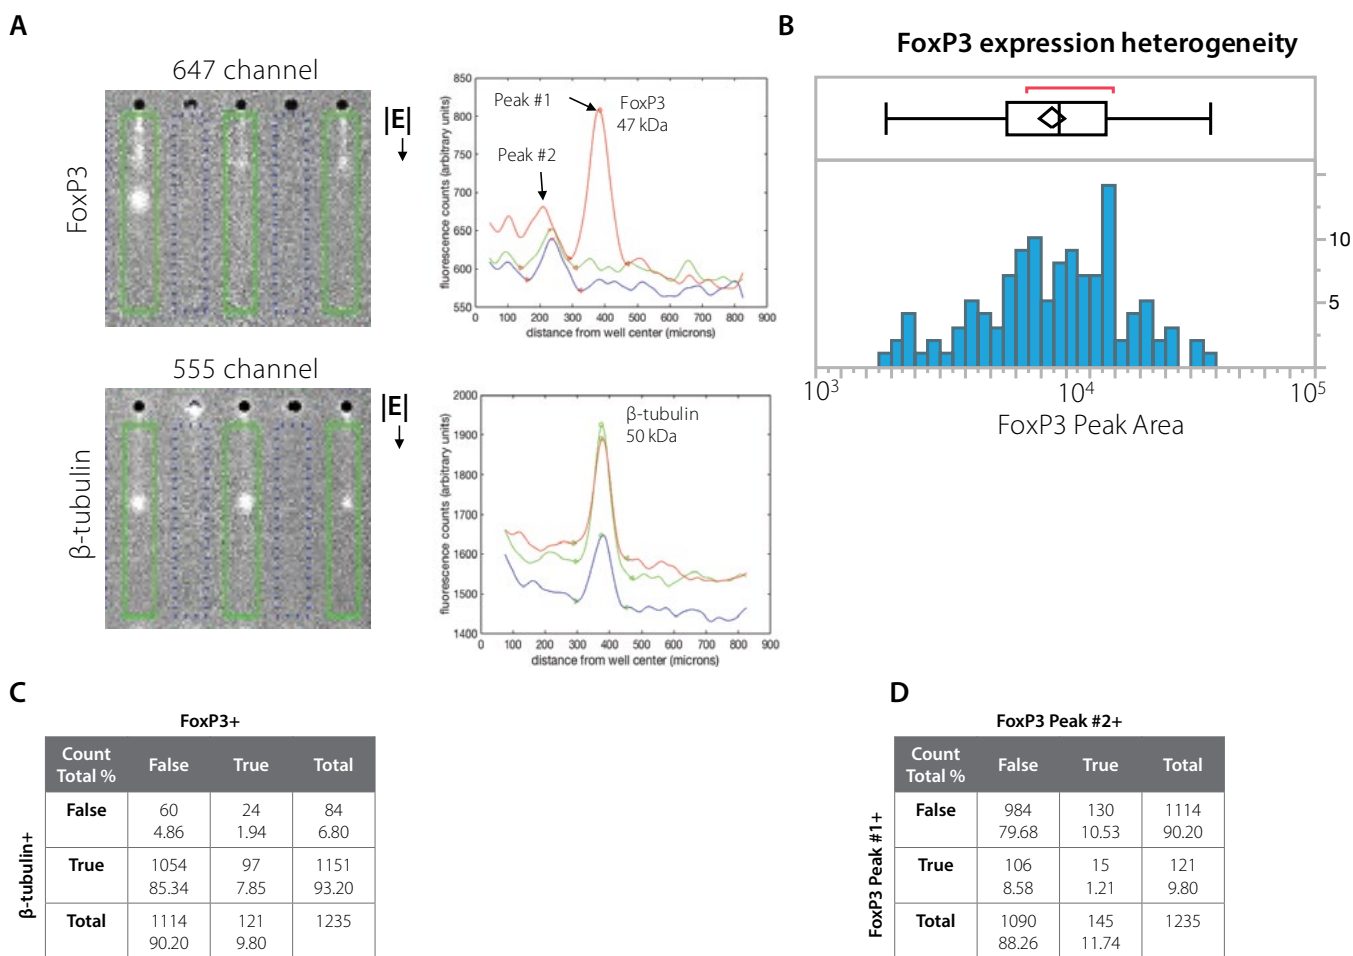 A
647 channel
FoxP3
|E|
850
800
750
700
650
600
550
fluorescence counts (arbitrary units)
Peak #1
Peak #2
FoxP3
47 kDa
0 100 200 300 400 500 600 700 800 900
distance from well center (microns)
555 channel
β-tubulin
|E|
2000
1900
1800
1700
1600
1500
1400
fluorescence counts (arbitrary units)
β-tubulin
50 kDa
0 100 200 300 400 500 600 700 800 900
distance from well center (microns)
B
FoxP3 expression heterogeneity
10
5
10³ 10⁴ 10⁵
FoxP3 Peak Area
C
FoxP3+
β-tubulin+
Count
Total % False True Total
False 60 24 84
4.86 1.94 6.80
True 1054 97 1151
85.34 7.85 93.20
Total 1114 121 1235
90.20 9.80
D
FoxP3 Peak #2+
FoxP3 Peak #1+
Count
Total % False True Total
False 984 130 1114
79.68 10.53 90.20
True 106 15 121
8.58 1.21 9.80
Total 1090 145 1235
88.26 11.74